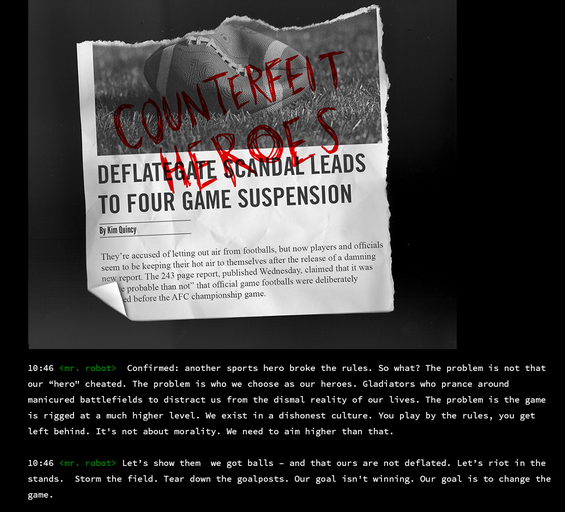 COUNTERFEIT
HEROES
DEFLATEGATE SCANDAL LEADS
TO FOUR GAME SUSPENSION
By Kim Quincy
They're accused of letting out air from footballs, but now players and officials
seem to be keeping their hot air to themselves after the release of a damning
new report. The 243 page report, published Wednesday, claimed that it was
probable than not" that official game footballs were deliberately
ed before the AFC championship game.
10:46 <mr. robot> Confirmed: another sports hero broke the rules. So what? The problem is not that
our “hero” cheated. The problem is who we choose as our heroes. Gladiators who prance around
manicured battlefields to distract us from the dismal reality of our lives. The problem is the game
is rigged at a much higher level. We exist in a dishonest culture. You play by the rules, you get
left behind. It's not about morality. We need to aim higher than that.
10:46 <mr. robot> Let’s show them we got balls – and that ours are not deflated. Let’s riot in the
stands. Storm the field. Tear down the goalposts. Our goal isn't winning. Our goal is to change the
game.